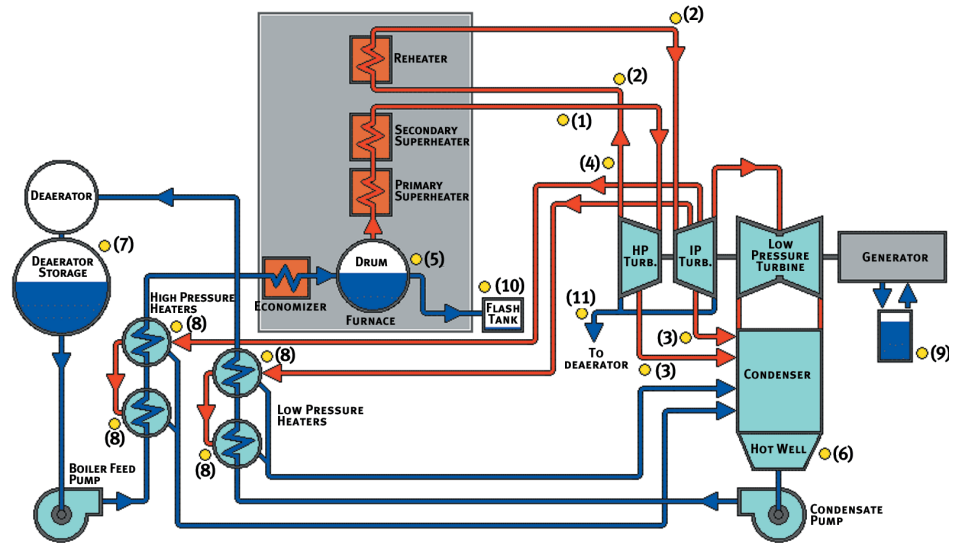 (2)
REHEATER
(2)
(1)
SECONDARY
SUPERHEATER
(4)
PRIMARY
SUPERHEATER
DEAERATOR
(7)
DEAERATOR
STORAGE
DRUM
(5)
HP
TURB.
IP
TURB.
LOW
PRESSURE
TURBINE
GENERATOR
ECONOMIZER
FURNACE
(10)
FLASH
TANK
HIGH PRESSURE
HEATERS
(8)
(11)
TO
DEAERATOR
(3)
(3)
(9)
(8)
CONDENSER
(8)
LOW PRESSURE
HEATERS
(8)
HOT WELL
(6)
BOILER FEED
PUMP
CONDENSATE
PUMP